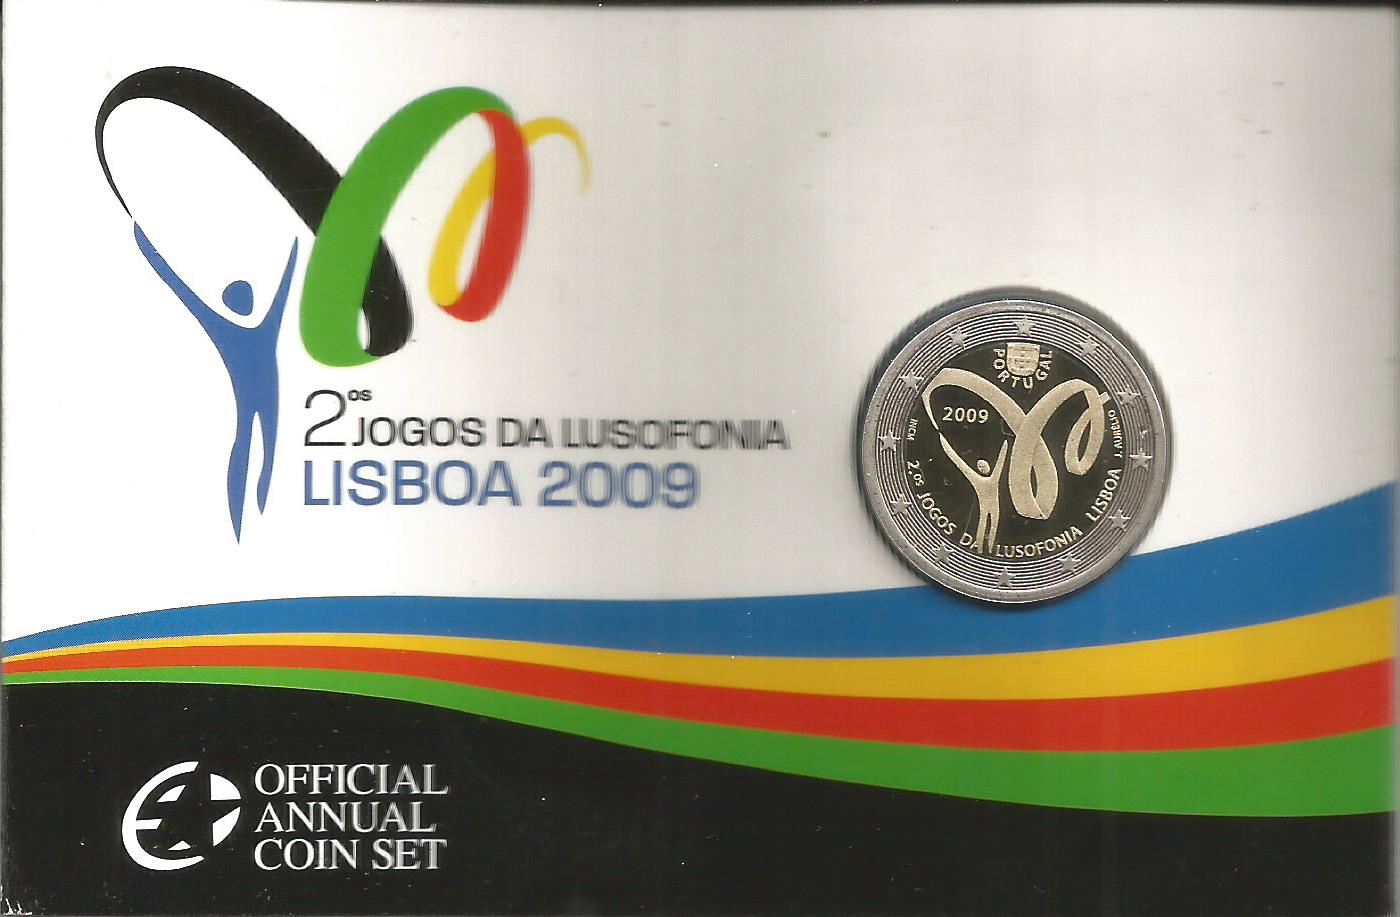 2os JOGOS DA LUSOFONIA
LISBOA 2009
PORTUGAL
2009
INCM
J. AURÉLIO
2.os JOGOS DA LUSOFONIA LISBOA
OFFICIAL
ANNUAL
COIN SET